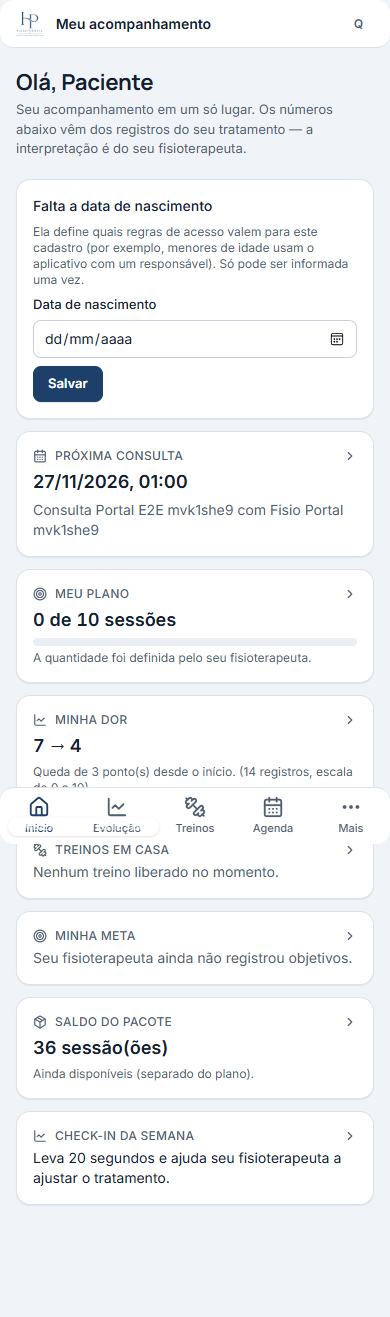 HP
Meu acompanhamento
Q
Olá, Paciente
Seu acompanhamento em um só lugar. Os números
abaixo vêm dos registros do seu tratamento — a
interpretação é do seu fisioterapeuta.
Falta a data de nascimento
Ela define quais regras de acesso valem para este
cadastro (por exemplo, menores de idade usam o
aplicativo com um responsável). Só pode ser informada
uma vez.
Data de nascimento
dd/mm/aaaa
Salvar
PRÓXIMA CONSULTA
27/11/2026, 01:00
Consulta Portal E2E mvk1she9 com Fisio Portal
mvk1she9
MEU PLANO
0 de 10 sessões
A quantidade foi definida pelo seu fisioterapeuta.
MINHA DOR
7 → 4
Queda de 3 ponto(s) desde o início. (14 registros, escala
de 0 a 10)
Início
Evolução
Treinos
Agenda
Mais
TREINOS EM CASA
Nenhum treino liberado no momento.
MINHA META
Seu fisioterapeuta ainda não registrou objetivos.
SALDO DO PACOTE
36 sessão(ões)
Ainda disponíveis (separado do plano).
CHECK-IN DA SEMANA
Leva 20 segundos e ajuda seu fisioterapeuta a
ajustar o tratamento.